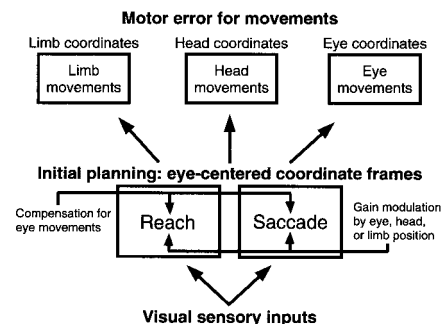 Motor error for movements
Limb coordinates Head coordinates Eye coordinates
Limb movements
Head movements
Eye movements
Initial planning: eye-centered coordinate frames
Compensation for
eye movements
Reach
Saccade
Gain modulation
by eye, head,
or limb position
Visual sensory inputs